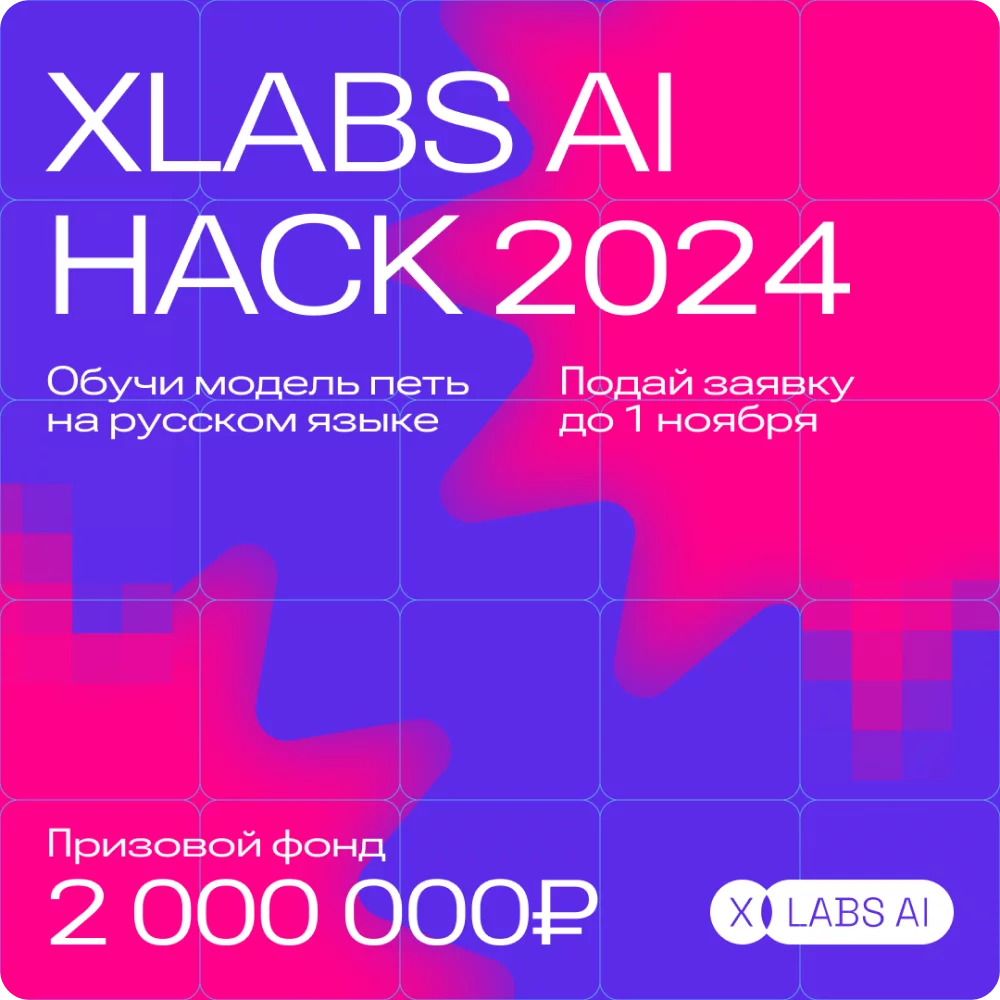 XLABS AI
HACK 2024
Обучи модель петь
на русском языке
Подай заявку
до 1 ноября
Призовой фонд
2 000 000₽
X LABS AI